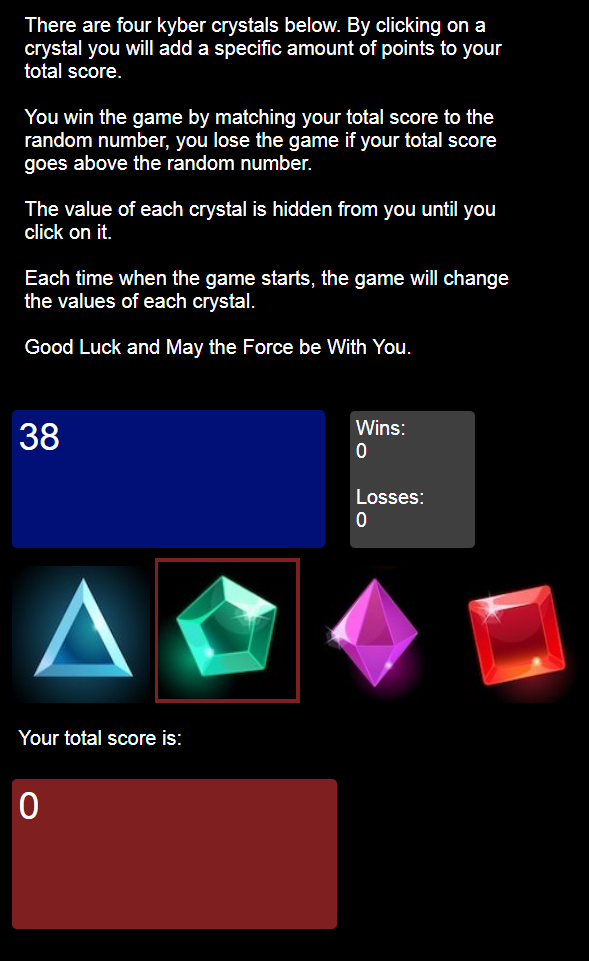 There are four kyber crystals below. By clicking on a
crystal you will add a specific amount of points to your
total score.
You win the game by matching your total score to the
random number, you lose the game if your total score
goes above the random number.
The value of each crystal is hidden from you until you
click on it.
Each time when the game starts, the game will change
the values of each crystal.
Good Luck and May the Force be With You.
38
Wins:
0
Losses:
0
Your total score is:
0